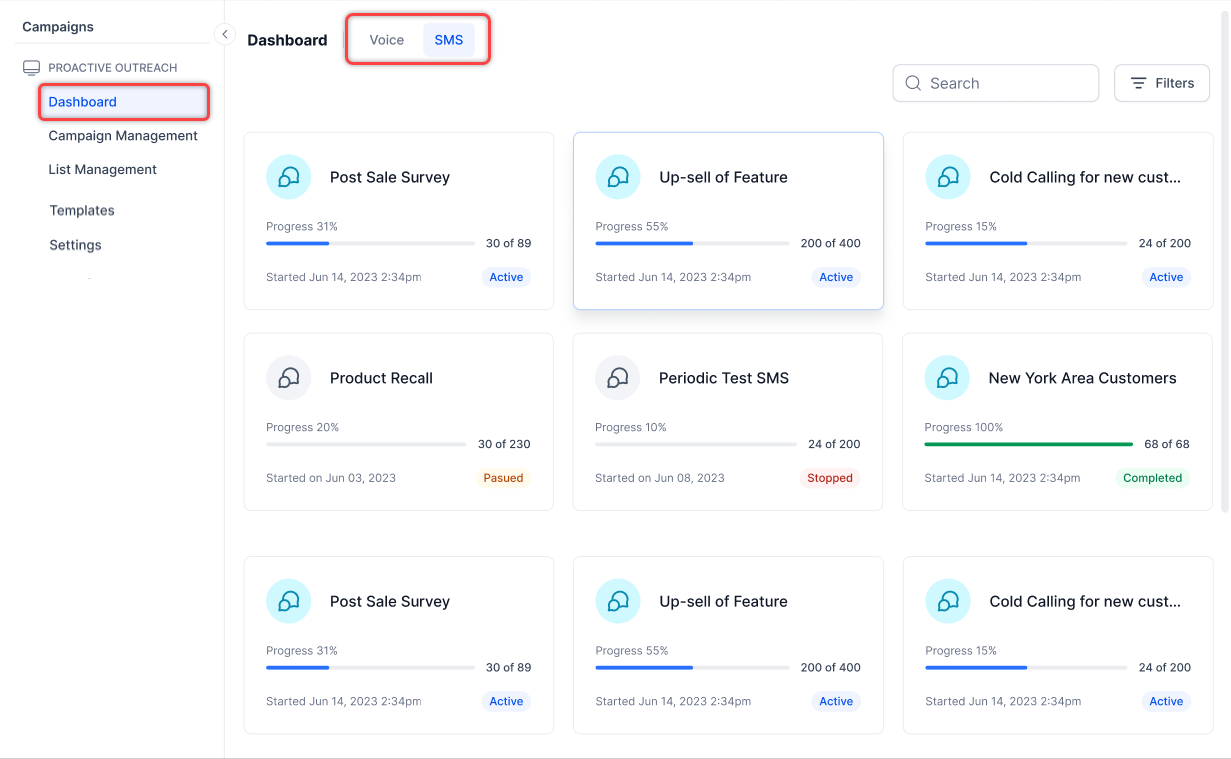 Campaigns
PROACTIVE OUTREACH
Dashboard
Campaign Management
List Management
Templates
Settings
Dashboard
Voice
SMS
Search
Filters
Post Sale Survey
Progress 31%
30 of 89
Started Jun 14, 2023 2:34pm
Active
Up-sell of Feature
Progress 55%
200 of 400
Started Jun 14, 2023 2:34pm
Active
Cold Calling for new cust...
Progress 15%
24 of 200
Started Jun 14, 2023 2:34pm
Active
Product Recall
Progress 20%
30 of 230
Started on Jun 03, 2023
Pasued
Periodic Test SMS
Progress 10%
24 of 200
Started on Jun 08, 2023
Stopped
New York Area Customers
Progress 100%
68 of 68
Started Jun 14, 2023 2:34pm
Completed
Post Sale Survey
Progress 31%
30 of 89
Started Jun 14, 2023 2:34pm
Active
Up-sell of Feature
Progress 55%
200 of 400
Started Jun 14, 2023 2:34pm
Active
Cold Calling for new cust...
Progress 15%
24 of 200
Started Jun 14, 2023 2:34pm
Active